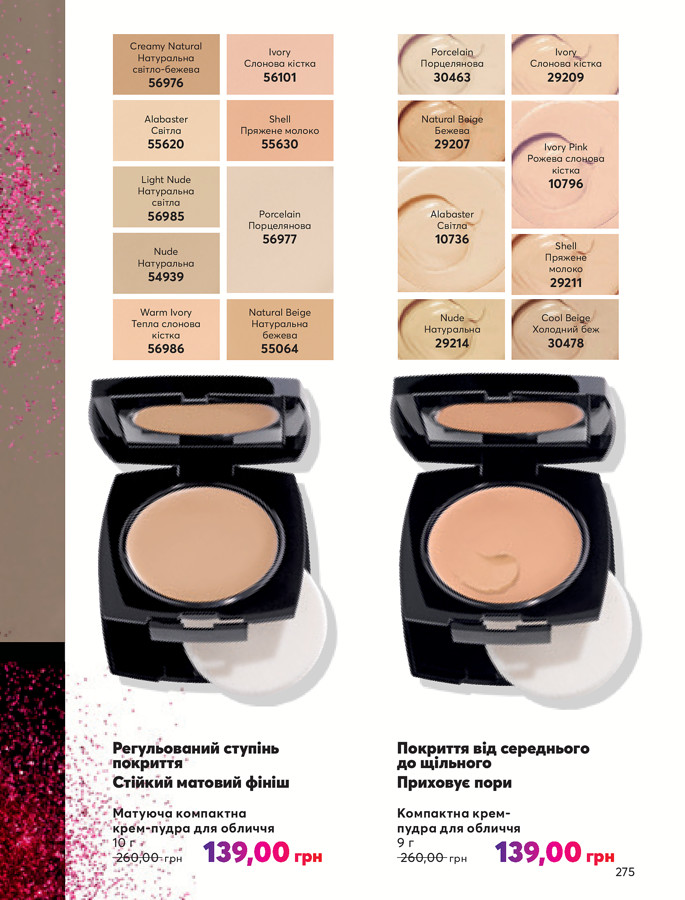 Creamy Natural
Натуральна
світло-бежева
56976
Ivory
Слонова кістка
56101
Alabaster
Світла
55620
Shell
Пряжене молоко
55630
Light Nude
Натуральна
світла
56985
Porcelain
Порцелянова
56977
Nude
Натуральна
54939
Warm Ivory
Тепла слонова
кістка
56986
Natural Beige
Натуральна
бежева
55064
Porcelain
Порцелянова
30463
Ivory
Слонова кістка
29209
Natural Beige
Бежева
29207
Ivory Pink
Рожева слонова
кістка
10796
Alabaster
Світла
10736
Shell
Пряжене
молоко
29211
Nude
Натуральна
29214
Cool Beige
Холодний беж
30478
Регульований ступінь
покриття
Стійкий матовий фініш
Матуюча компактна
крем-пудра для обличчя
10 г
260,00 грн
139,00 грн
Покриття від середнього
до щільного
Приховує пори
Компактна крем-
пудра для обличчя
9 г
260,00 грн
139,00 грн
275